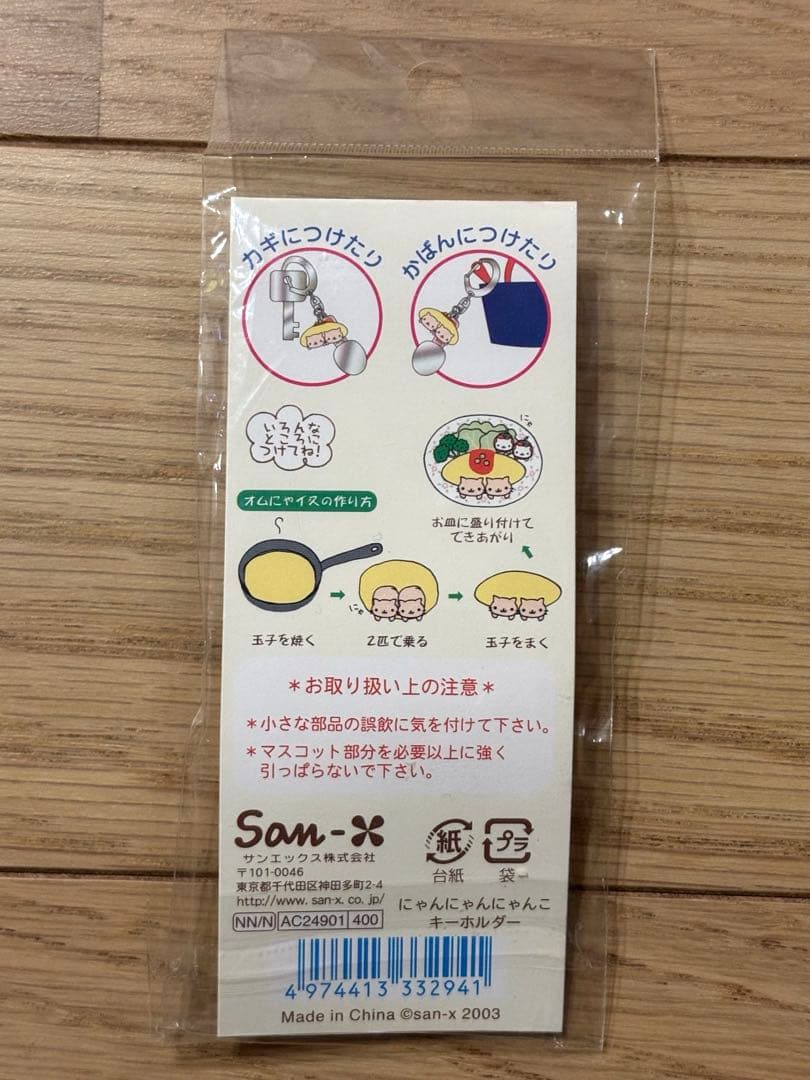 カギにつけたり
かばんにつけたり
いろんな
ところに
つけてね!
にゃ
オムにゃイスの作り方
お皿に盛り付けて
できあがり
にゃ
玉子を焼く
2匹で乗る
玉子をまく
*お取り扱い上の注意*
*小さな部品の誤飲に気を付けて下さい。
*マスコット部分を必要以上に強く
引っぱらないで下さい。
San-X
サンエックス株式会社
〒101-0046
東京都千代田区神田多町2-4
http://www.san-x.co.jp/
NN/N AC24901 400
紙
台紙
プラ
袋
にゃんにゃんにゃんこ
キーホルダー
4 974413 332941
Made in China ©san-x 2003